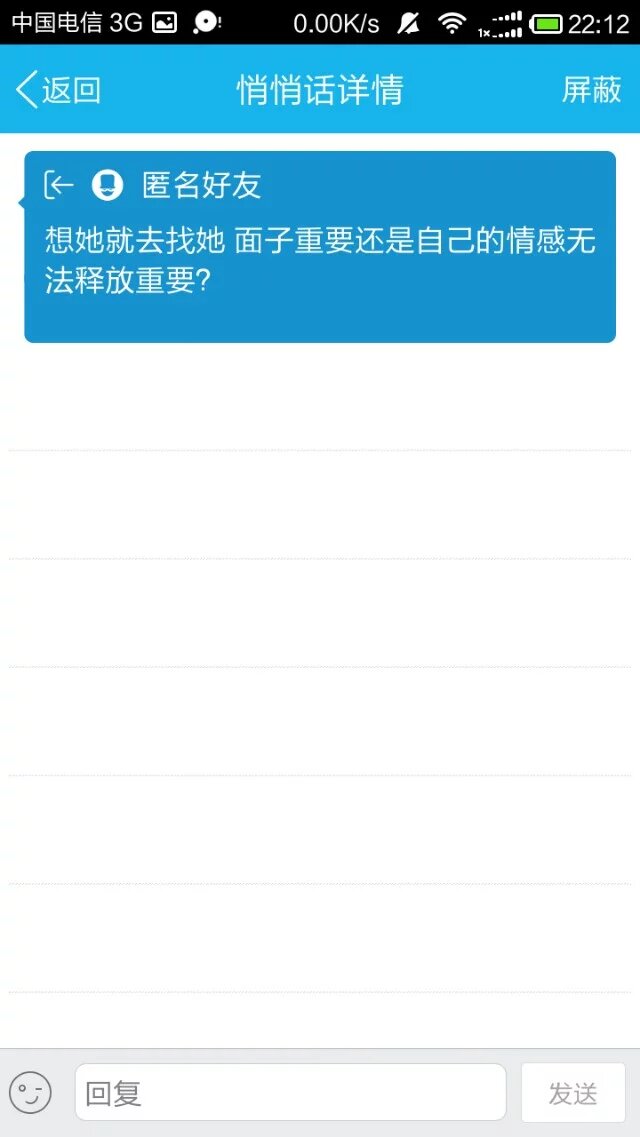 中国电信 3G 0.00K/s 1x 22:12
返回 悄悄话详情 屏蔽
匿名好友
想她就去找她 面子重要还是自己的情感无
法释放重要?
回复 发送